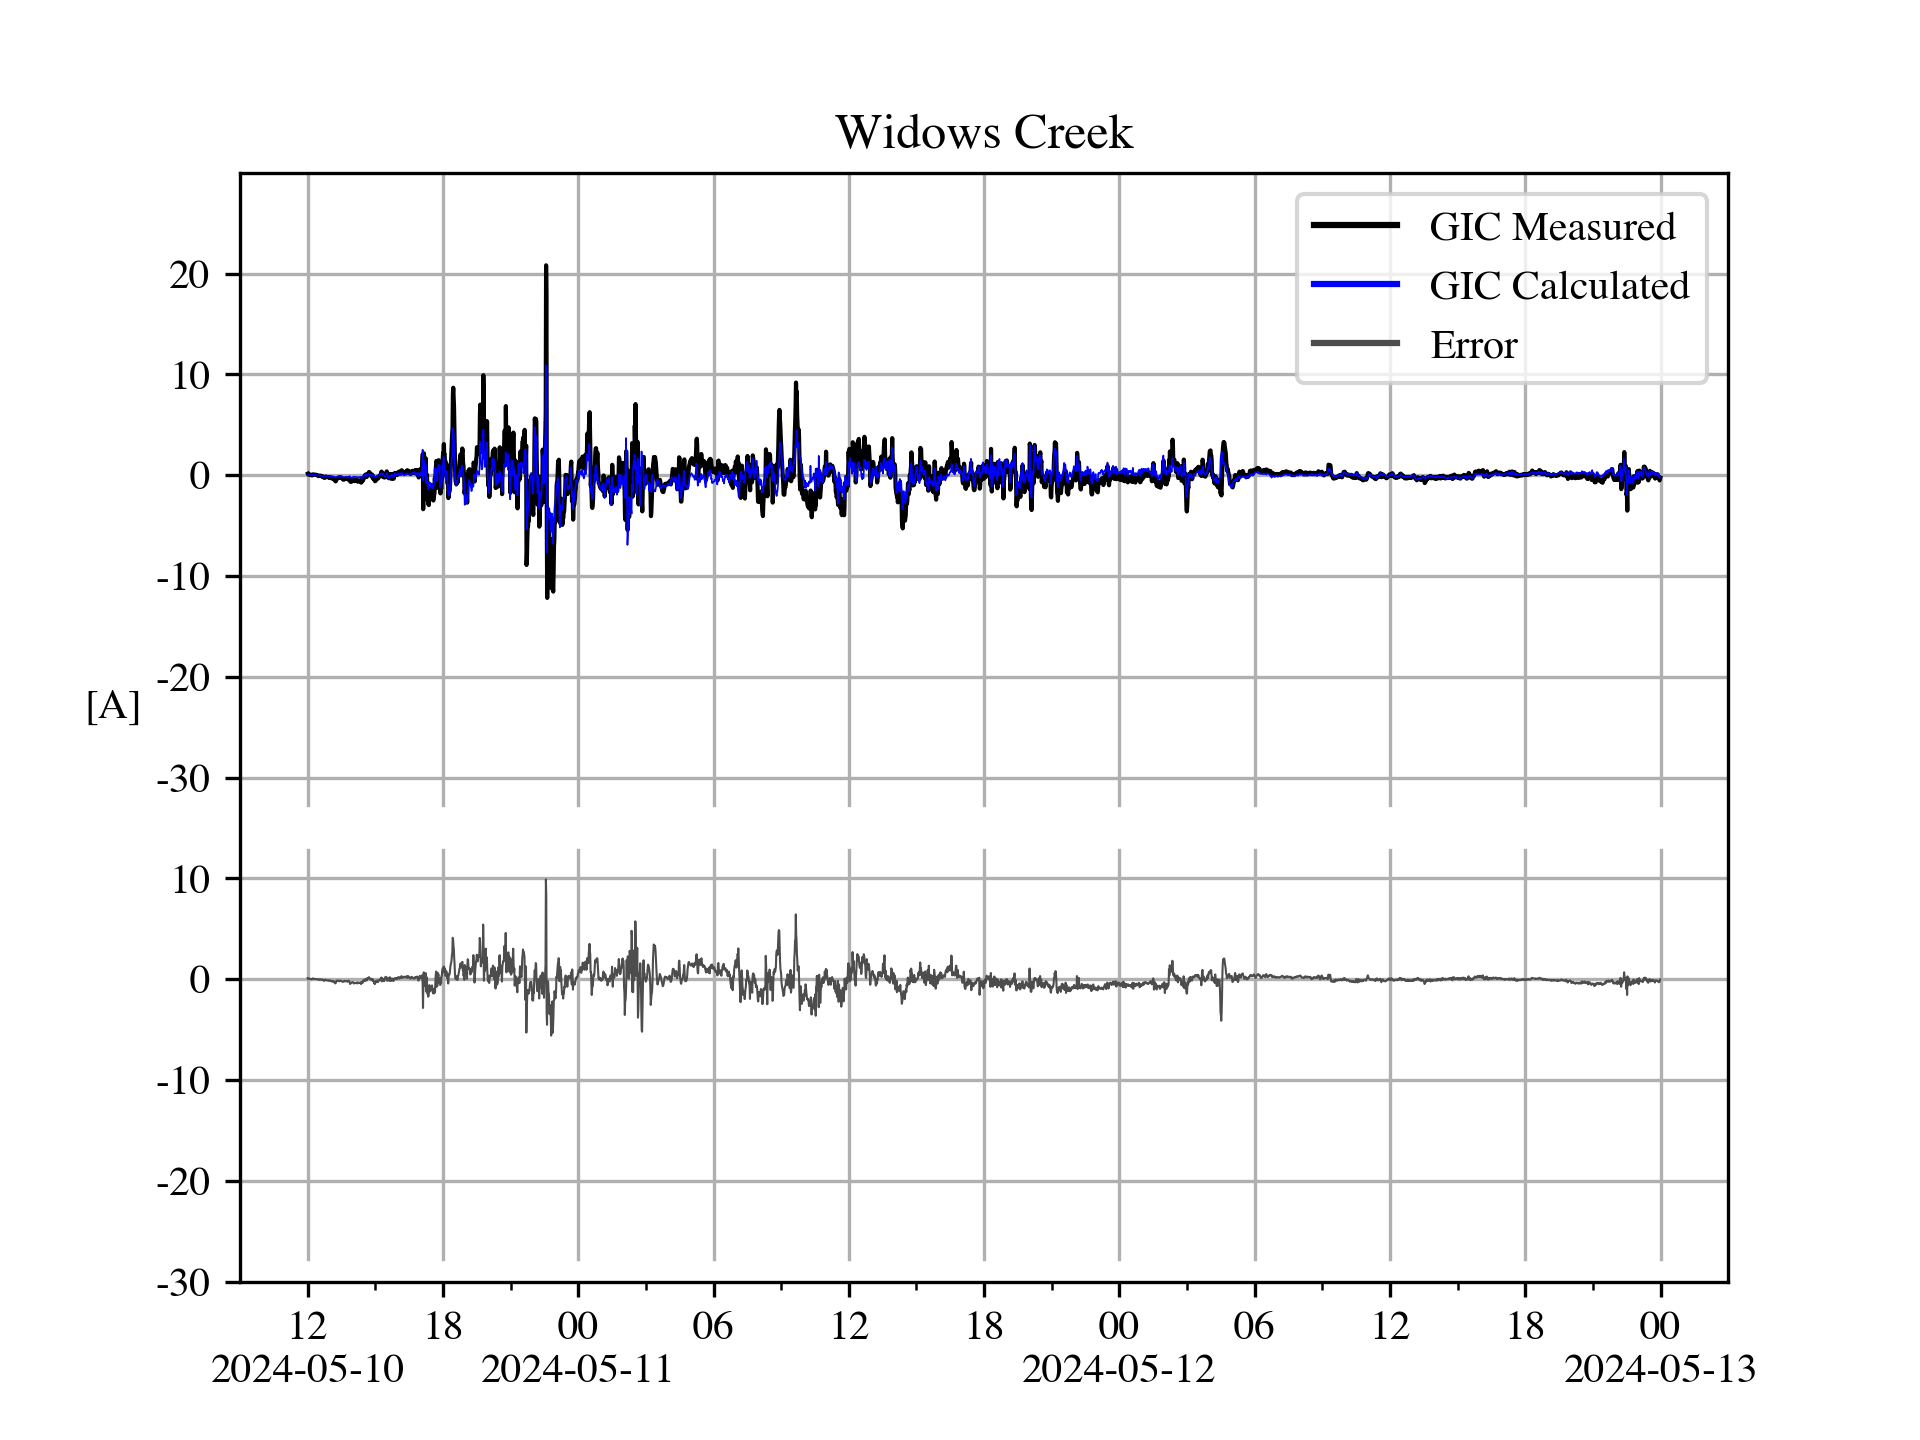 Widows Creek
GIC Measured
GIC Calculated
Error
20
10
0
-10
-20
-30
[A]
10
0
-10
-20
-30
12 18 00 06 12 18 00 06 12 18 00
2024-05-10 2024-05-11 2024-05-12 2024-05-13